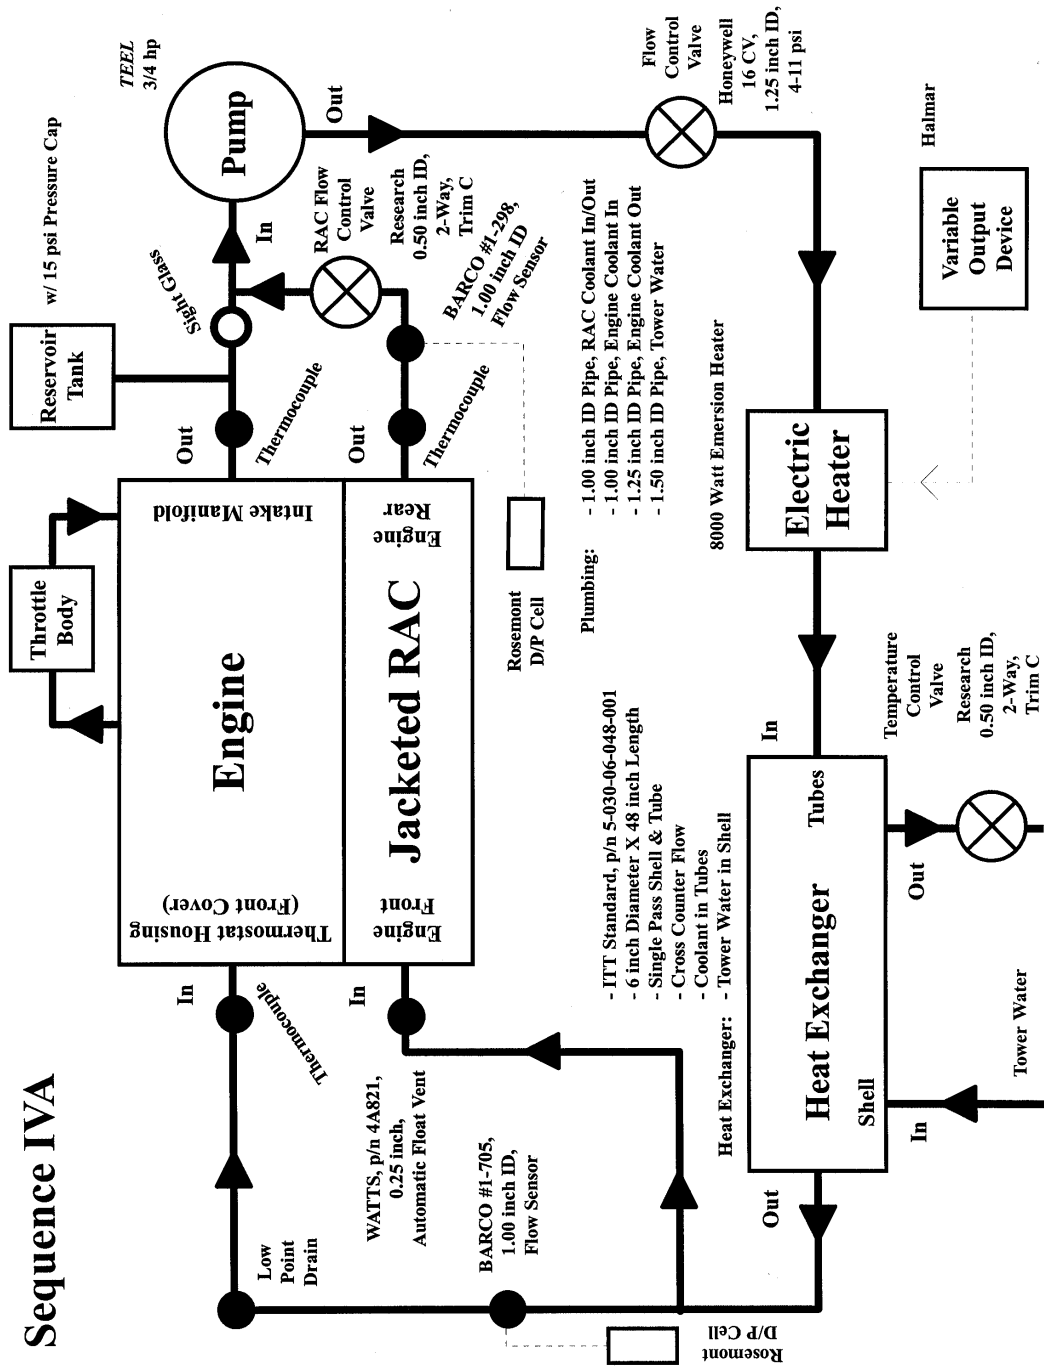 Sequence IVA
Throttle
Body
Reservoir
Tank
w/ 15 psi Pressure Cap
TEEL
3/4 hp
Low
Point
Drain
In
Thermocouple
Thermostat Housing
(Front Cover)
Engine
Intake Manifold
Out
Thermocouple
Sight Glass
In
Pump
Out
WATTS, p/n 4A821,
0.25 inch,
Automatic Float Vent
In
Engine
Front
Jacketed RAC
Engine
Rear
Out
Thermocouple
RAC Flow
Control
Valve
Research
0.50 inch ID,
2-Way,
Trim C
BARCO #1-298,
1.00 inch ID
Flow Sensor
BARCO #1-705,
1.00 inch ID,
Flow Sensor
Rosemont
D/P Cell
Rosemont
D/P Cell
Plumbing:
- 1.00 inch ID Pipe, RAC Coolant In/Out
- 1.00 inch ID Pipe, Engine Coolant In
- 1.25 inch ID Pipe, Engine Coolant Out
- 1.50 inch ID Pipe, Tower Water
Flow
Control
Valve
Honeywell
16 CV,
1.25 inch ID,
4-11 psi
Heat Exchanger:
- ITT Standard, p/n 5-030-06-048-001
- 6 inch Diameter X 48 inch Length
- Single Pass Shell & Tube
- Cross Counter Flow
- Coolant in Tubes
- Tower Water in Shell
8000 Watt Emersion Heater
Out
Heat Exchanger
Tubes
Shell
In
Electric
Heater
In
Out
Temperature
Control
Valve
Research
0.50 inch ID,
2-Way,
Trim C
Tower Water
Halmar
Variable
Output
Device